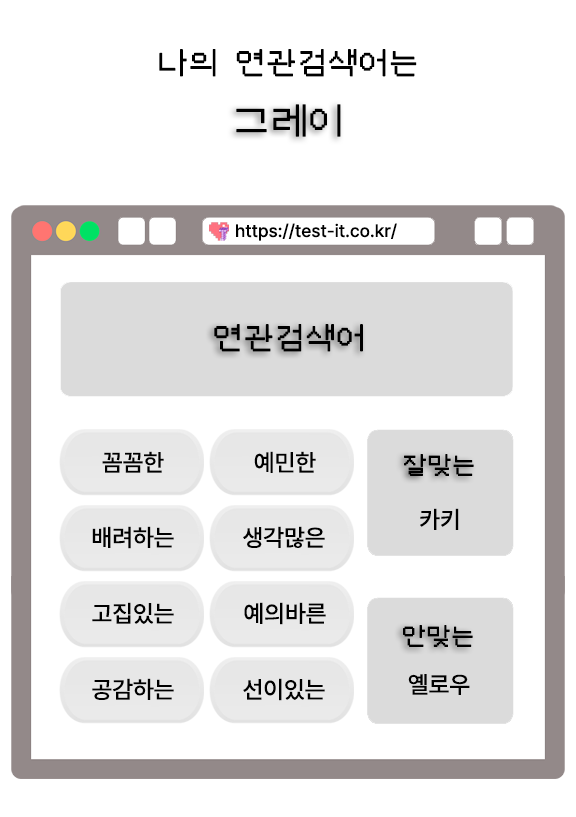 나의 연관검색어는
그레이
https://test-it.co.kr/
연관검색어
꼼꼼한
예민한
배려하는
생각많은
고집있는
예의바른
공감하는
선이있는
잘맞는
카키
안맞는
옐로우